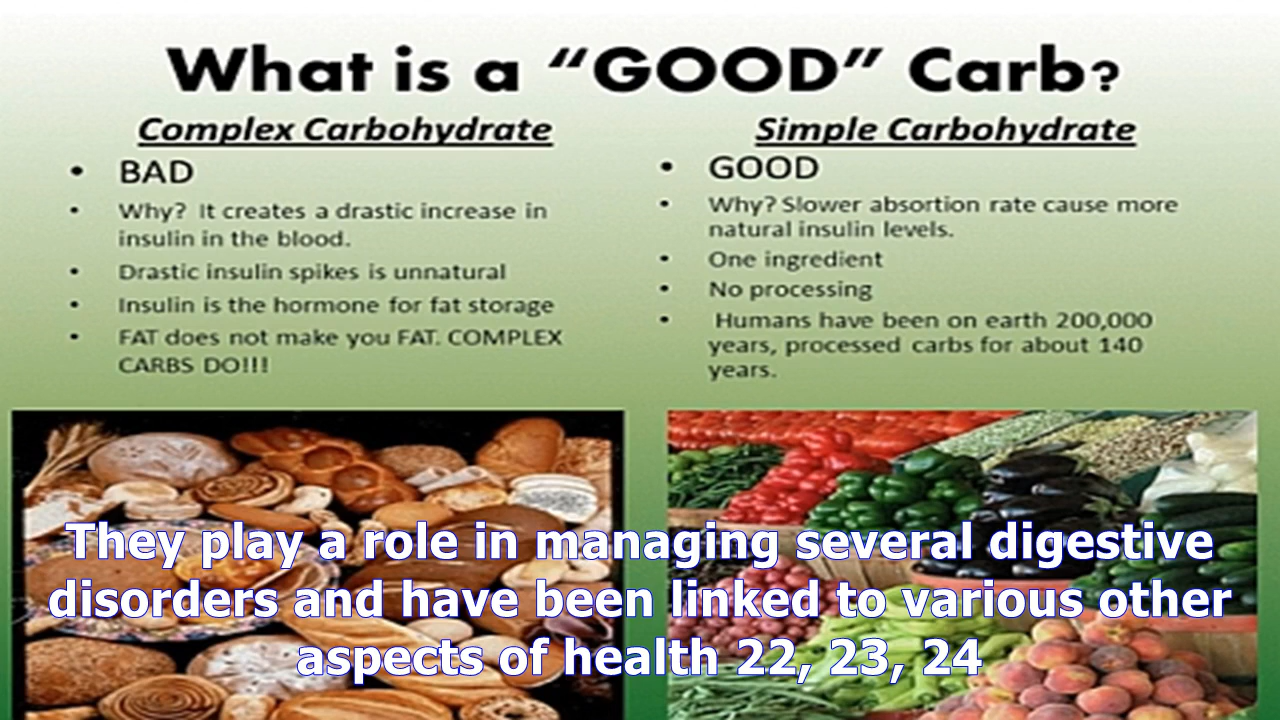 What is a “GOOD” Carb?
Complex Carbohydrate
• BAD
• Why? It creates a drastic increase in
insulin in the blood.
• Drastic insulin spikes is unnatural
• Insulin is the hormone for fat storage
• FAT does not make you FAT. COMPLEX
CARBS DO!!!
Simple Carbohydrate
• GOOD
• Why? Slower absortion rate cause more
natural insulin levels.
• One ingredient
• No processing
• Humans have been on earth 200,000
years, processed carbs for about 140
years.
They play a role in managing several digestive
disorders and have been linked to various other
aspects of health 22, 23, 24